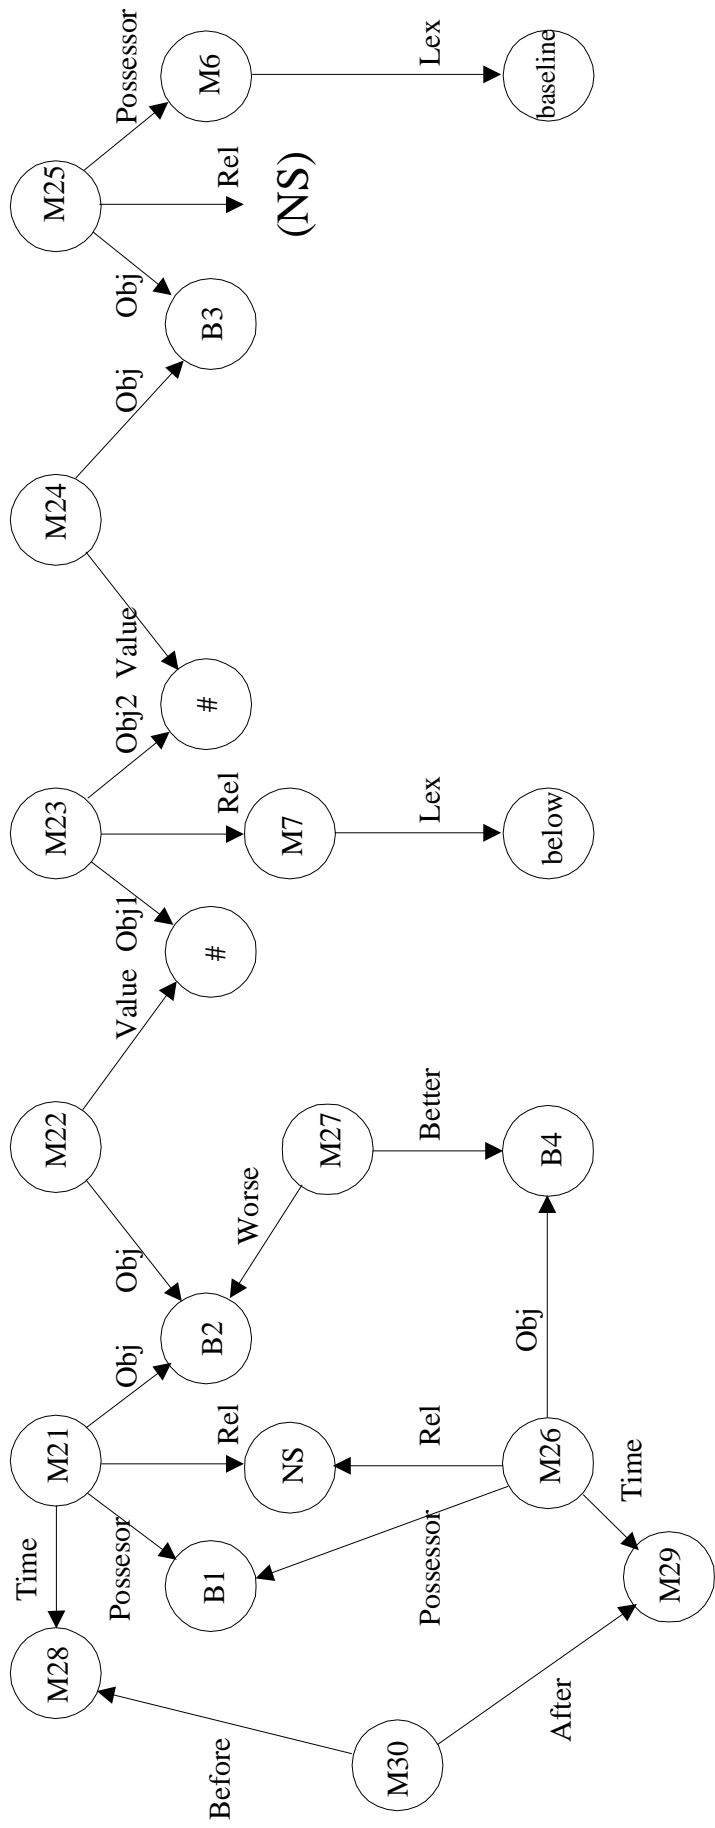 Time
M28
M21
M22
M23
M24
M25
Possesor
Obj
Obj
Value
Obj1
Obj2
Value
Obj
Obj
Possessor
B1
B2
#
#
B3
M6
Before
Rel
Worse
Rel
Rel
NS
M27
M7
(NS)
M30
Possessor
Rel
Better
Lex
Lex
Obj
After
M26
B4
below
baseline
Time
M29